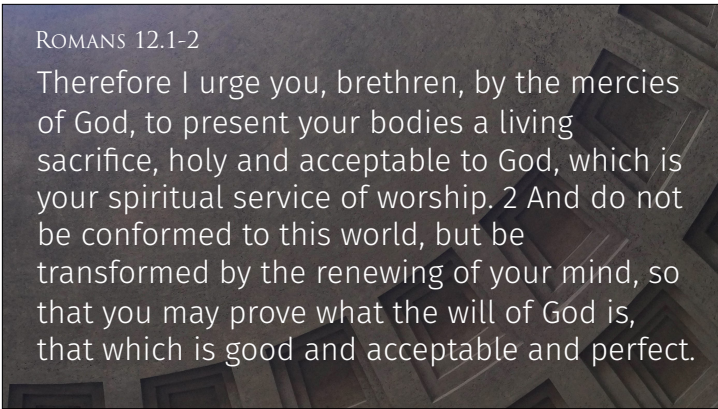 Romans 12.1-2
Therefore I urge you, brethren, by the mercies
of God, to present your bodies a living
sacrifice, holy and acceptable to God, which is
your spiritual service of worship. 2 And do not
be conformed to this world, but be
transformed by the renewing of your mind, so
that you may prove what the will of God is,
that which is good and acceptable and perfect.